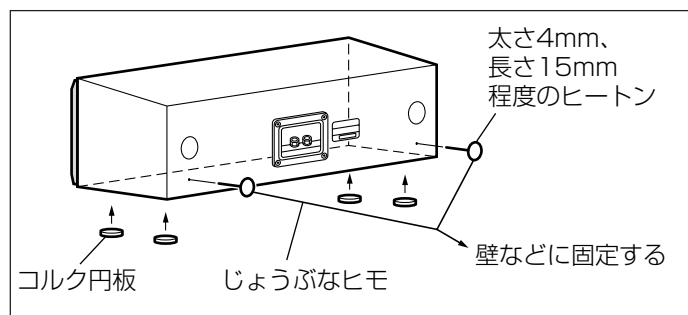 太さ4mm、
長さ15mm
程度のヒートン
コルク円板
じょうぶなヒモ
壁などに固定する